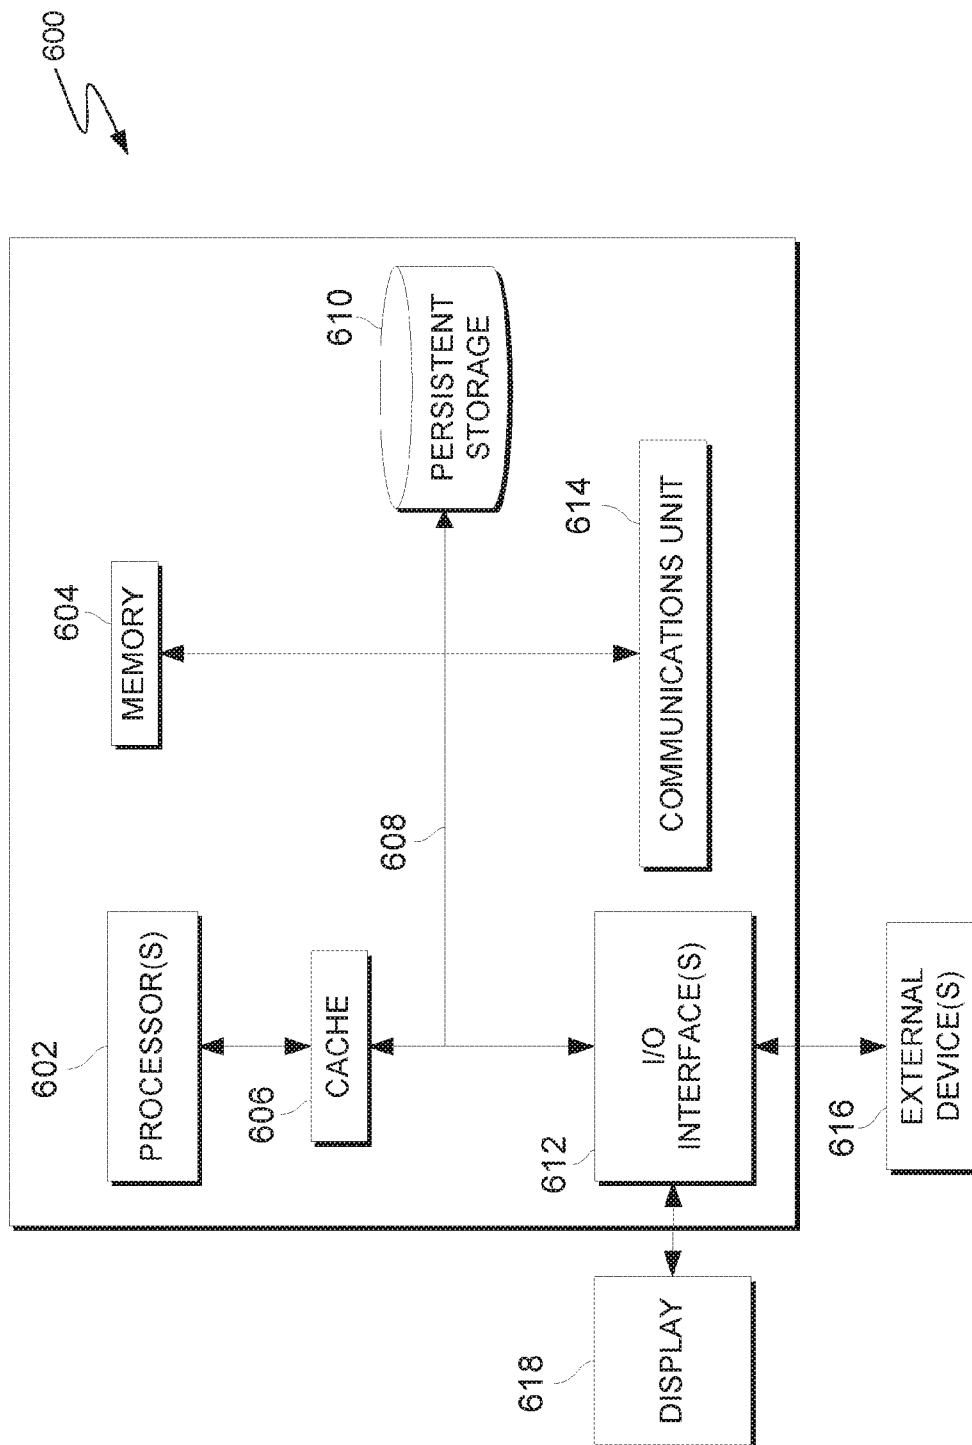 600
602
PROCESSOR(S)
604
MEMORY
606
CACHE
608
610
PERSISTENT
STORAGE
612
I/O
INTERFACE(S)
614
COMMUNICATIONS UNIT
618
DISPLAY
616
EXTERNAL
DEVICE(S)